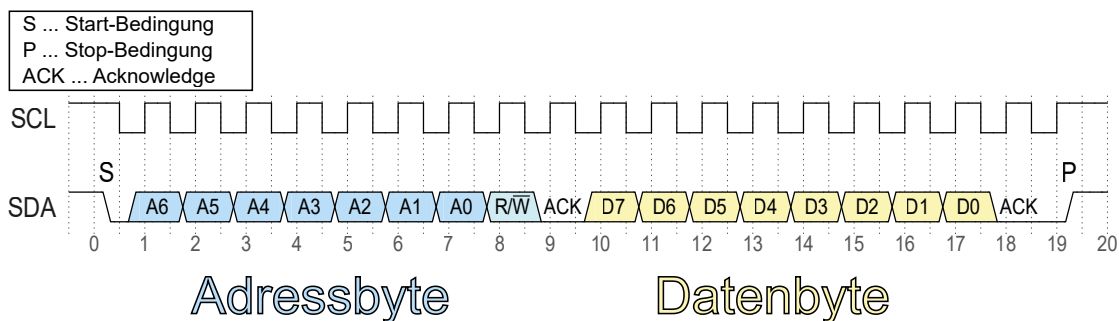 S ... Start-Bedingung
P ... Stop-Bedingung
ACK ... Acknowledge
SCL
S P
SDA A6 A5 A4 A3 A2 A1 A0 R/W̅ ACK D7 D6 D5 D4 D3 D2 D1 D0 ACK
0 1 2 3 4 5 6 7 8 9 10 11 12 13 14 15 16 17 18 19 20
Adressbyte Datenbyte